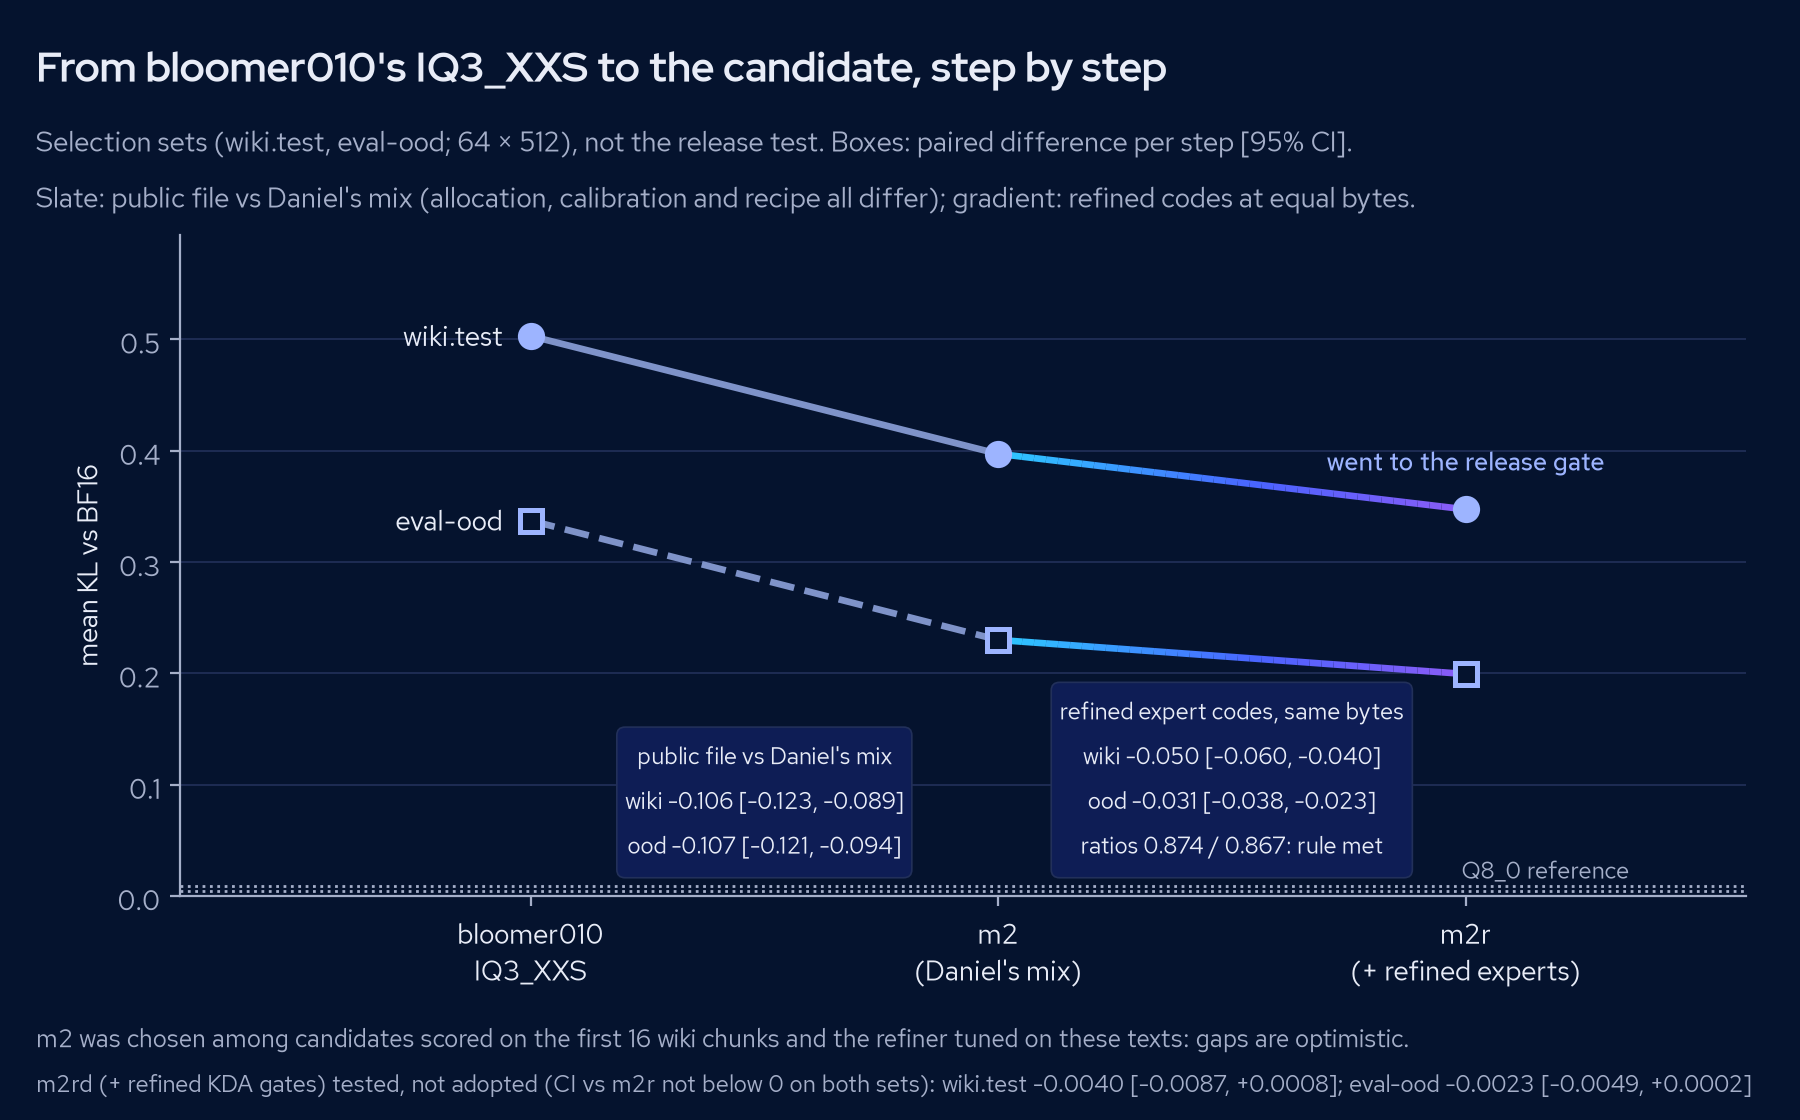 From bloomer010's IQ3_XXS to the candidate, step by step
Selection sets (wiki.test, eval-ood; 64 × 512), not the release test. Boxes: paired difference per step [95% CI].
Slate: public file vs Daniel's mix (allocation, calibration and recipe all differ); gradient: refined codes at equal bytes.
mean KL vs BF16
0.5
0.4
0.3
0.2
0.1
0.0
wiki.test
eval-ood
went to the release gate
public file vs Daniel's mix
wiki -0.106 [-0.123, -0.089]
ood -0.107 [-0.121, -0.094]
refined expert codes, same bytes
wiki -0.050 [-0.060, -0.040]
ood -0.031 [-0.038, -0.023]
ratios 0.874 / 0.867: rule met
Q8_0 reference
bloomer010
IQ3_XXS
m2
(Daniel's mix)
m2r
(+ refined experts)
m2 was chosen among candidates scored on the first 16 wiki chunks and the refiner tuned on these texts: gaps are optimistic.
m2rd (+ refined KDA gates) tested, not adopted (CI vs m2r not below 0 on both sets): wiki.test -0.0040 [-0.0087, +0.0008]; eval-ood -0.0023 [-0.0049, +0.0002]